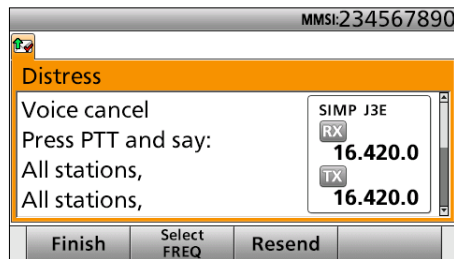 MMSI:234567890
Distress
Voice cancel
Press PTT and say:
All stations,
All stations,
SIMP J3E
RX
16.420.0
TX
16.420.0
Finish
Select FREQ
Resend